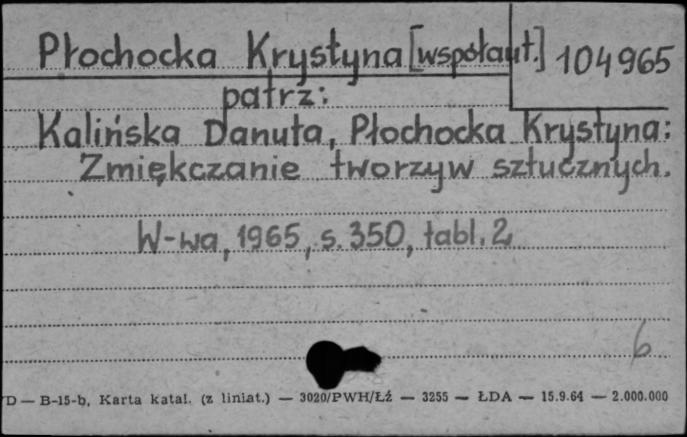 Płochocka Krystyna [współaut.] 104965
patrz:
Kalińska Danuta, Płochocka Krystyna:
Zmiękczanie tworzyw sztucznych.
W-wa, 1965, s. 350, tabl. 2
6
D — B-15-b, Karta katal. (z liniat.) — 3020/PWH/Łź — 3255 — ŁDA — 15.9.64 — 2.000.000